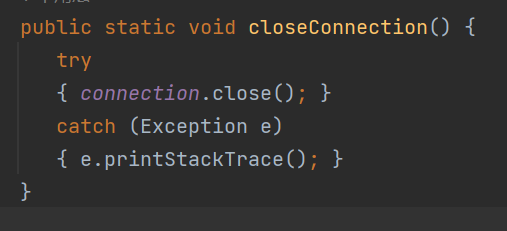 public static void closeConnection() {
try
{ connection.close(); }
catch (Exception e)
{ e.printStackTrace(); }
}